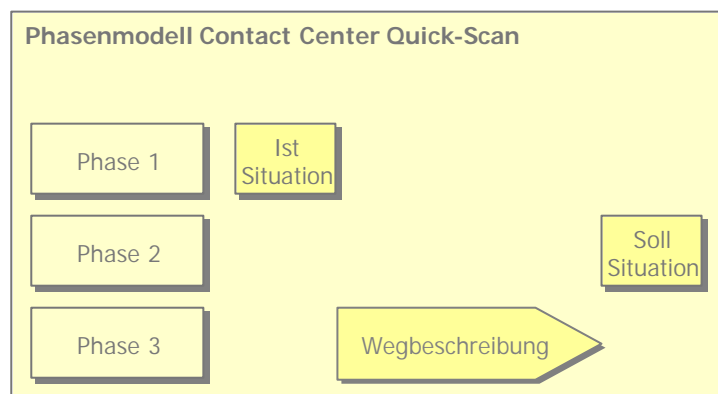 Phasenmodell Contact Center Quick-Scan
Phase 1
Ist
Situation
Phase 2
Soll
Situation
Phase 3
Wegbeschreibung